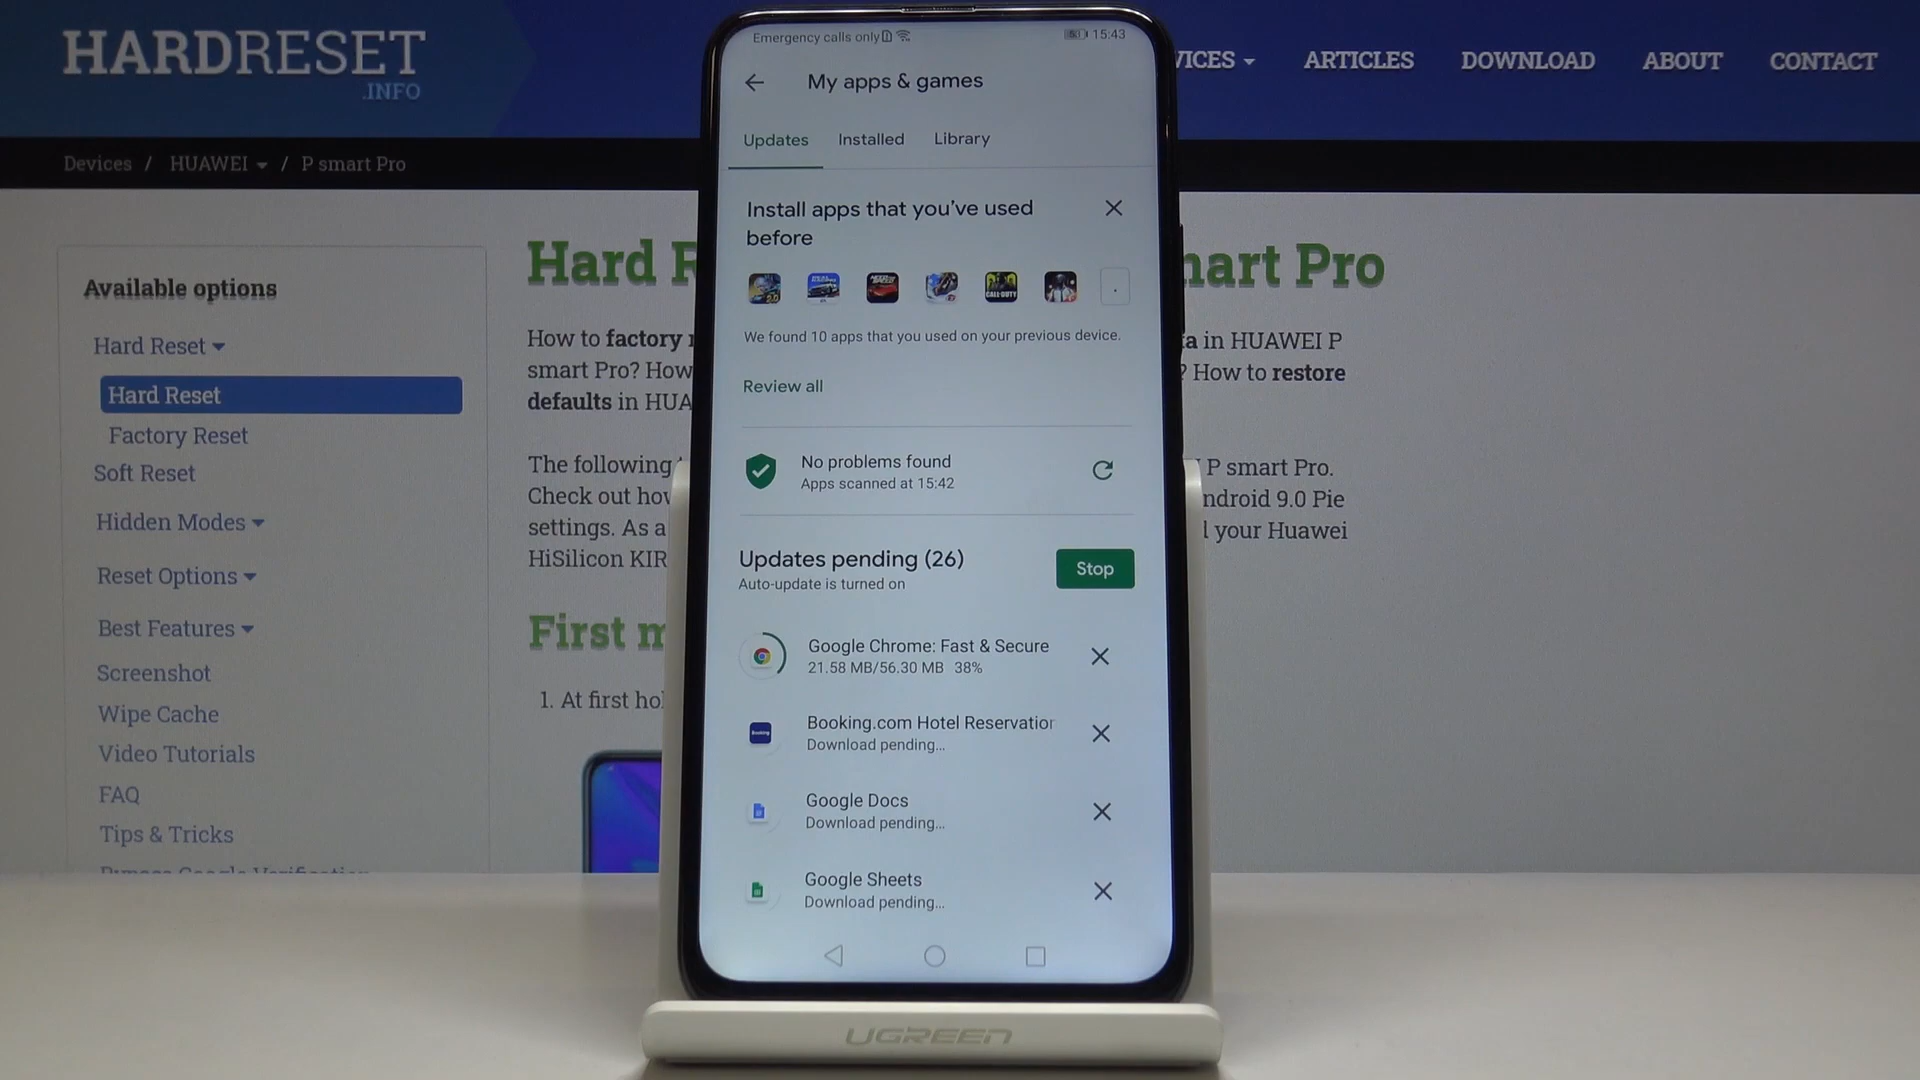 HARDRESET
.INFO
VICES
ARTICLES
DOWNLOAD
ABOUT
CONTACT
Devices / HUAWEI / P smart Pro
Available options
Hard Reset
Hard Reset
Factory Reset
Soft Reset
Hidden Modes
Reset Options
Best Features
Screenshot
Wipe Cache
Video Tutorials
FAQ
Tips & Tricks
Hard R
mart Pro
How to factory
a in HUAWEI P
smart Pro? How
? How to restore
defaults in HUA
The following
P smart Pro.
Check out how
ndroid 9.0 Pie
settings. As a
l your Huawei
HiSilicon KIR
First m
1. At first hol
Emergency calls only
15:43
My apps & games
Updates
Installed
Library
Install apps that you've used
before
CALL·DUTY
We found 10 apps that you used on your previous device.
Review all
No problems found
Apps scanned at 15:42
Updates pending (26)
Auto-update is turned on
Stop
Google Chrome: Fast & Secure
21.58 MB/56.30 MB 38%
Booking.com Hotel Reservation
Download pending...
Google Docs
Download pending...
Google Sheets
Download pending...
UGREEN